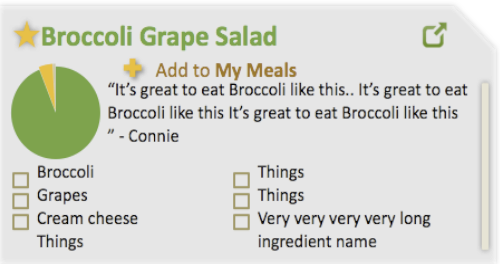 Broccoli Grape Salad
Add to My Meals
“It’s great to eat Broccoli like this.. It’s great to eat
Broccoli like this It’s great to eat Broccoli like this
” - Connie
Broccoli
Grapes
Cream cheese
Things
Things
Things
Very very very very long
ingredient name